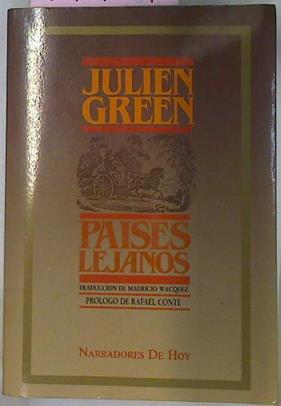 JULIEN
GREEN
PAISES
LEJANOS
TRADUCCION DE MAURICIO WACQUEZ
PROLOGO DE RAFAEL CONTE
NARRADORES DE HOY